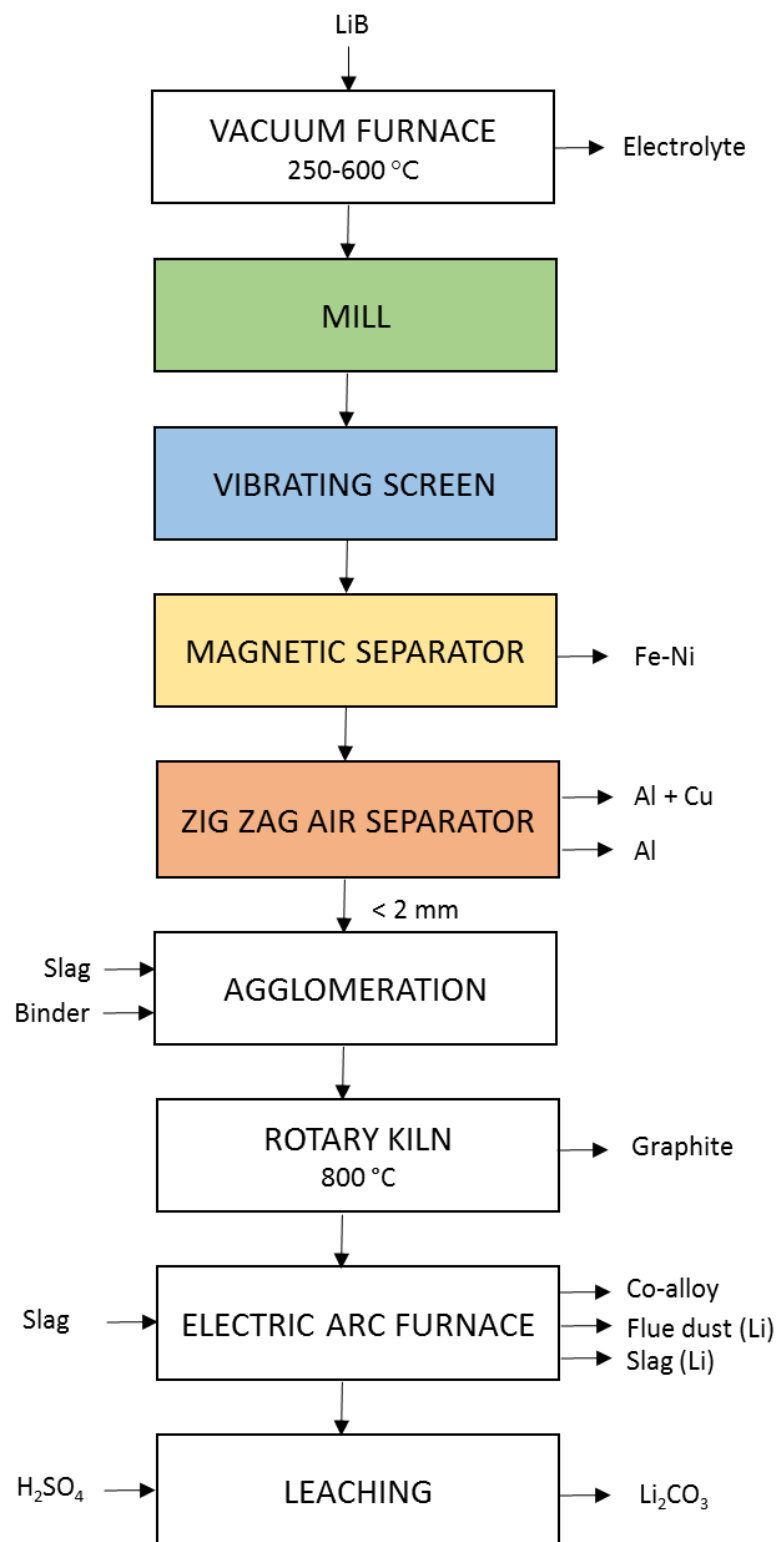 LiB
VACUUM FURNACE
250-600 °C
Electrolyte
MILL
VIBRATING SCREEN
MAGNETIC SEPARATOR
Fe-Ni
ZIG ZAG AIR SEPARATOR
Al + Cu
Al
< 2 mm
Slag
Binder
AGGLOMERATION
ROTARY KILN
800 °C
Graphite
Slag
ELECTRIC ARC FURNACE
Co-alloy
Flue dust (Li)
Slag (Li)
H₂SO₄
LEACHING
Li₂CO₃